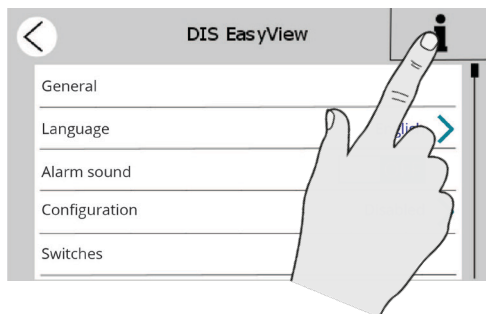 DIS EasyView
i
General
Language
Alarm sound
Configuration
Switches